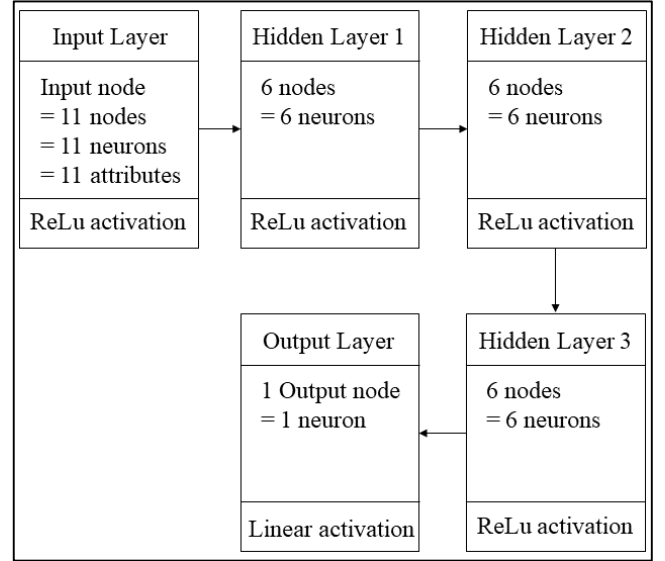 Input Layer
Input node
= 11 nodes
= 11 neurons
= 11 attributes
ReLu activation
Hidden Layer 1
6 nodes
= 6 neurons
ReLu activation
Hidden Layer 2
6 nodes
= 6 neurons
ReLu activation
Hidden Layer 3
6 nodes
= 6 neurons
ReLu activation
Output Layer
1 Output node
= 1 neuron
Linear activation